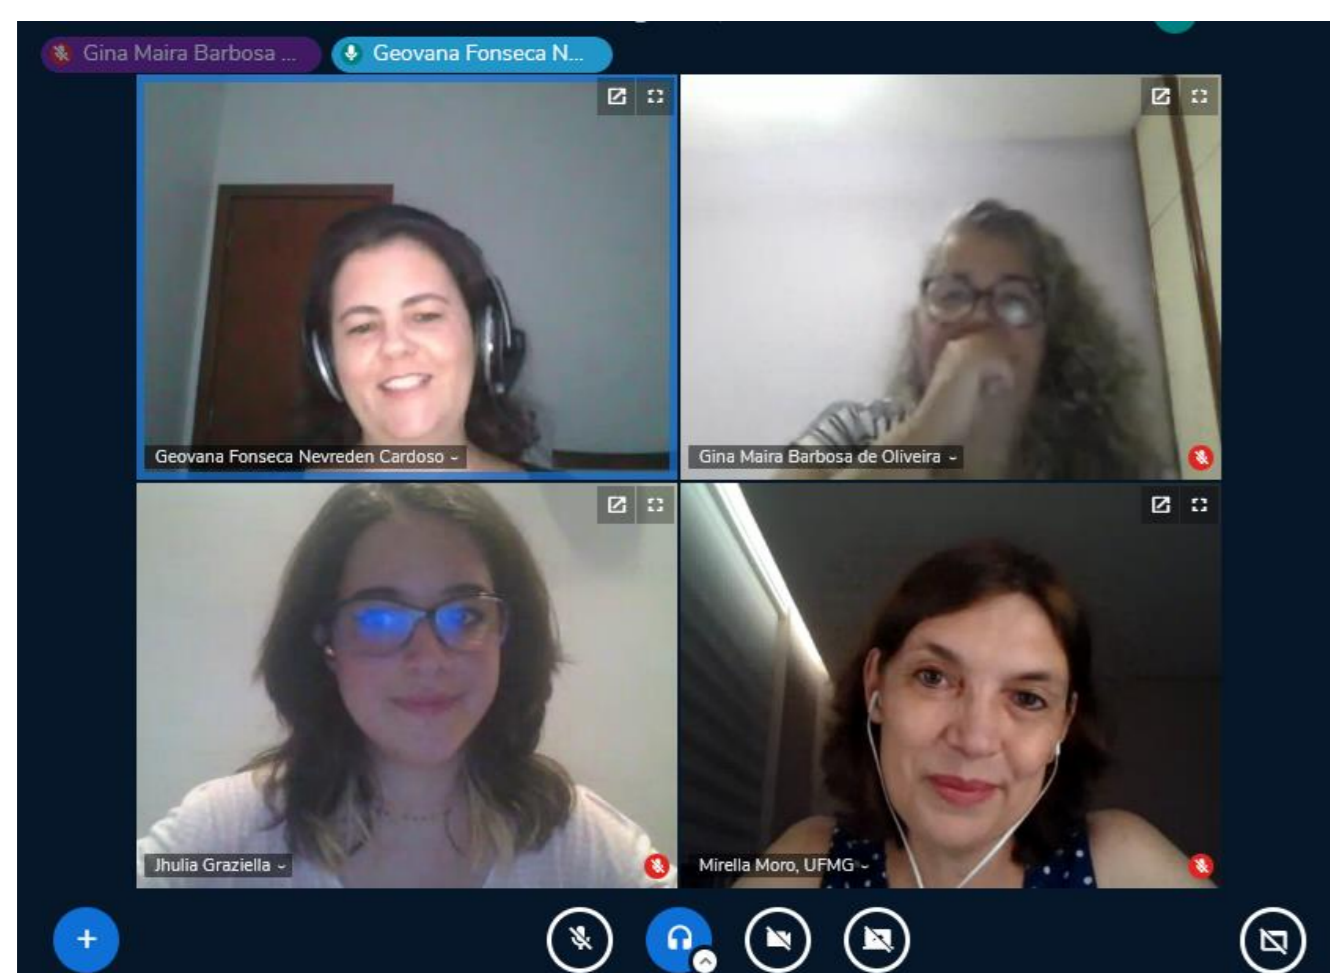 Gina Maira Barbosa ...
Geovana Fonseca N...
Geovana Fonseca Nevreden Cardoso
Gina Maira Barbosa de Oliveira
Jhulia Graziella
Mirella Moro, UFMG